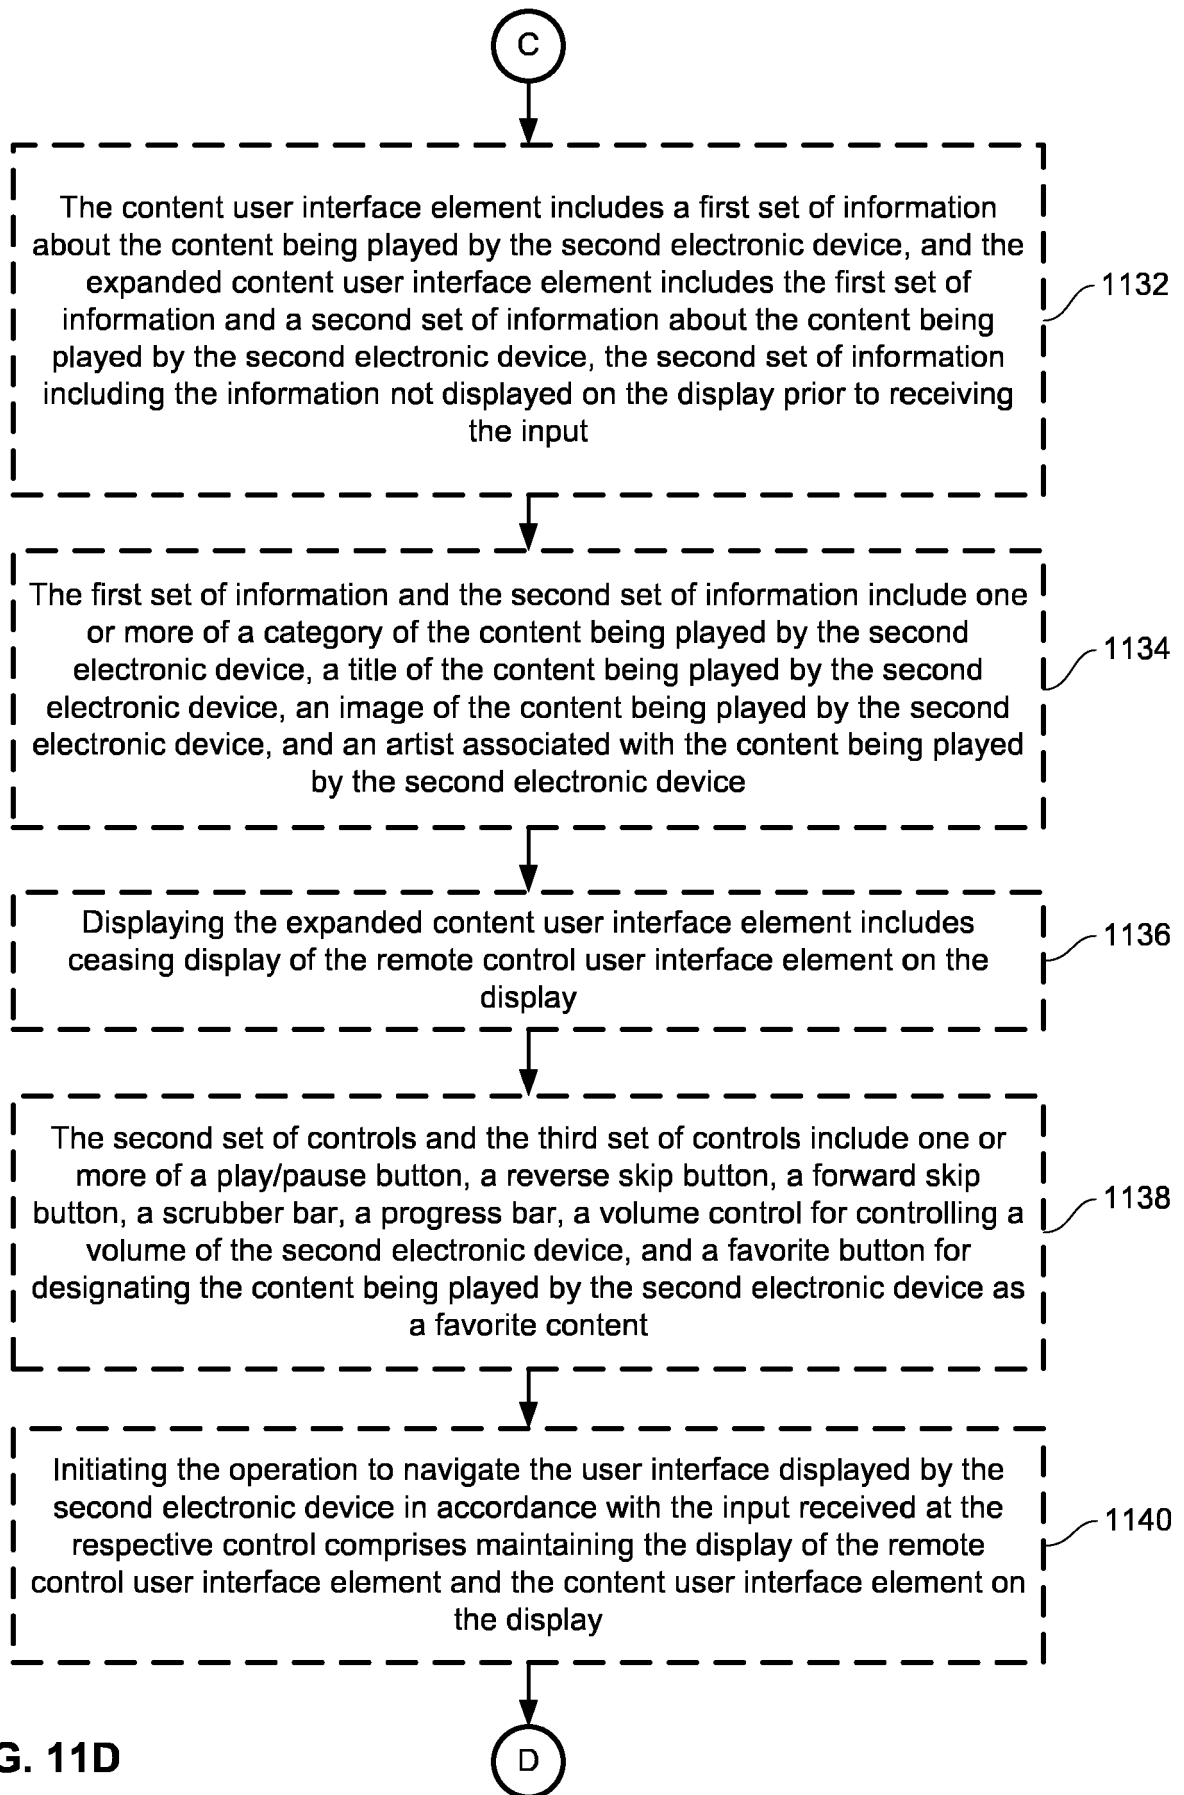 C
The content user interface element includes a first set of information
about the content being played by the second electronic device, and the
expanded content user interface element includes the first set of
information and a second set of information about the content being
played by the second electronic device, the second set of information
including the information not displayed on the display prior to receiving
the input
1132
The first set of information and the second set of information include one
or more of a category of the content being played by the second
electronic device, a title of the content being played by the second
electronic device, an image of the content being played by the second
electronic device, and an artist associated with the content being played
by the second electronic device
1134
Displaying the expanded content user interface element includes
ceasing display of the remote control user interface element on the
display
1136
The second set of controls and the third set of controls include one or
more of a play/pause button, a reverse skip button, a forward skip
button, a scrubber bar, a progress bar, a volume control for controlling a
volume of the second electronic device, and a favorite button for
designating the content being played by the second electronic device as
a favorite content
1138
Initiating the operation to navigate the user interface displayed by the
second electronic device in accordance with the input received at the
respective control comprises maintaining the display of the remote
control user interface element and the content user interface element on
the display
1140
G. 11D
D